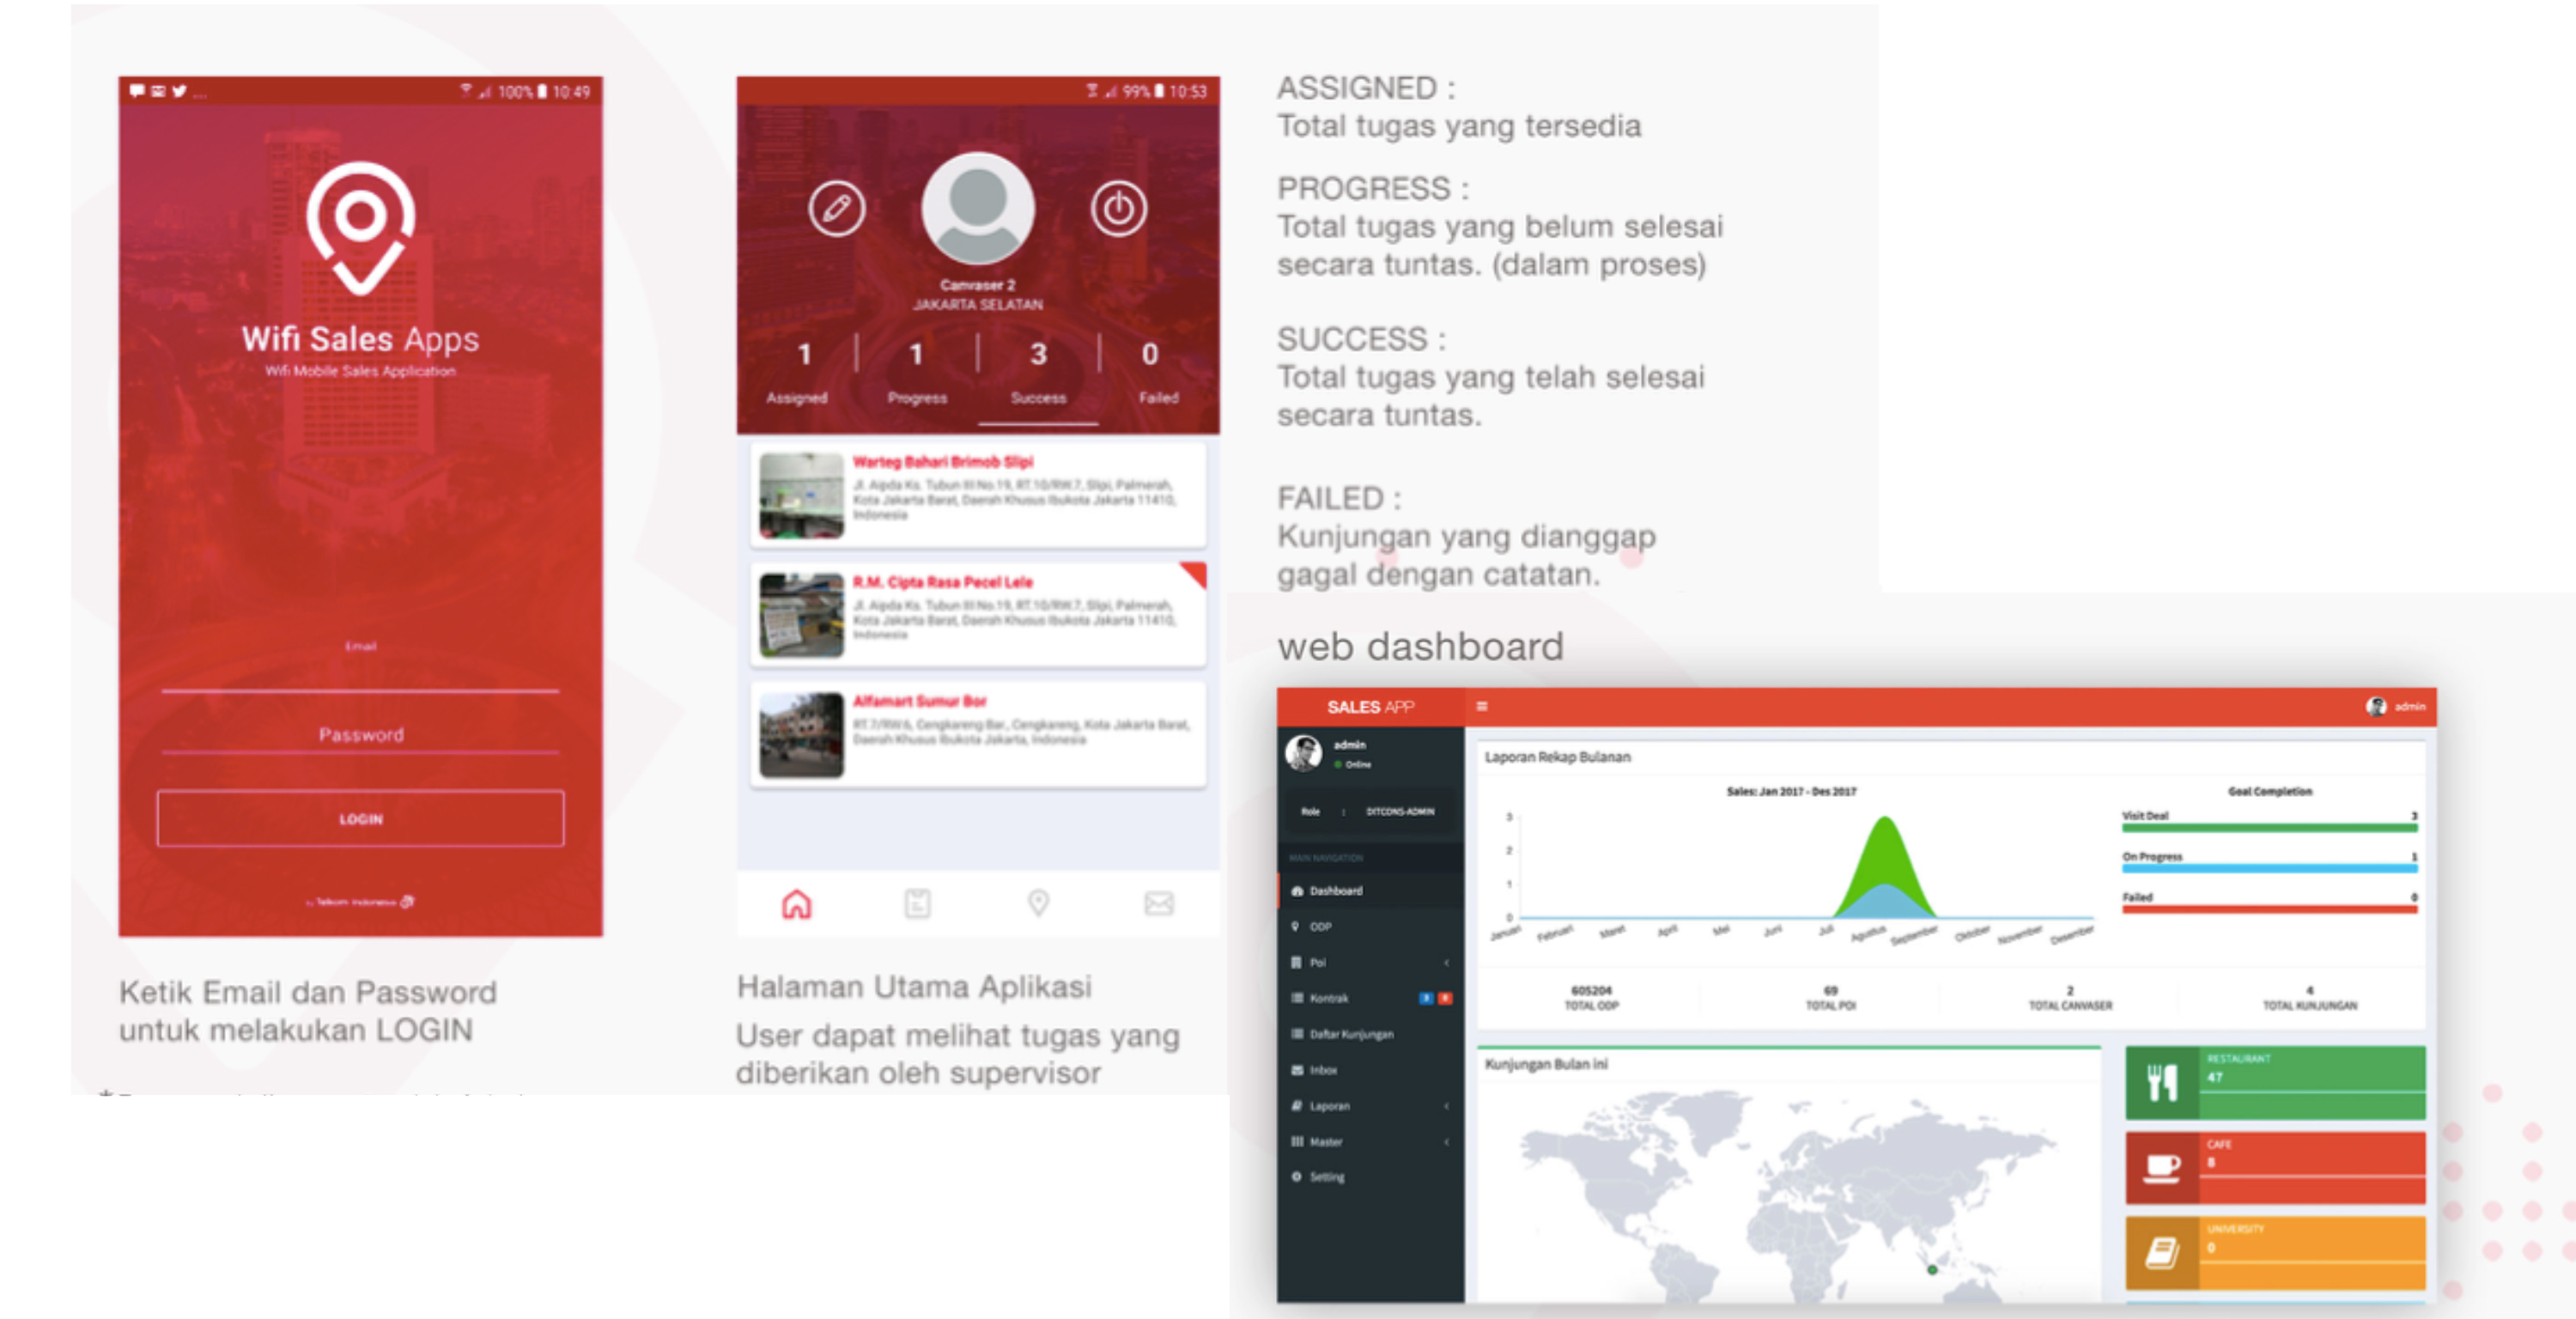 100% 10:49
Wifi Sales Apps
Wifi Mobile Sales Application
Email
Password
LOGIN
by Telkom Indonesia
Ketik Email dan Password
untuk melakukan LOGIN
99% 10:53
Camraser 2
JAKARTA SELATAN
1 1 3 0
Assigned Progress Success Failed
Warteg Bahari Brimob Slipi
Jl. Aipda Ks. Tubun III No.19, RT.10/RW.7, Slipi, Palmerah,
Kota Jakarta Barat, Daerah Khusus Ibukota Jakarta 11410,
Indonesia
R.M. Cipta Rasa Pecel Lele
Jl. Aipda Ks. Tubun III No.19, RT.10/RW.7, Slipi, Palmerah,
Kota Jakarta Barat, Daerah Khusus Ibukota Jakarta 11410,
Indonesia
Alfamart Sumur Bor
RT.7/RW.6, Cengkareng Bar., Cengkareng, Kota Jakarta Barat,
Daerah Khusus Ibukota Jakarta, Indonesia
Halaman Utama Aplikasi
User dapat melihat tugas yang
diberikan oleh supervisor
ASSIGNED :
Total tugas yang tersedia
PROGRESS :
Total tugas yang belum selesai
secara tuntas. (dalam proses)
SUCCESS :
Total tugas yang telah selesai
secara tuntas.
FAILED :
Kunjungan yang dianggap
gagal dengan catatan.
web dashboard
SALES APP
admin
admin
Online
Role : DITCONS-ADMIN
MAIN NAVIGATION
Dashboard
ODP
Poi
Kontrak
Daftar Kunjungan
Inbox
Laporan
Master
Setting
Laporan Rekap Bulanan
Sales: Jan 2017 - Des 2017
3
2
1
0
Januari Februari Maret April Mei Juni Juli Agustus September Oktober November Desember
Goal Completion
Visit Deal 3
On Progress 1
Failed 0
605204
TOTAL ODP
69
TOTAL POI
2
TOTAL CANVASER
4
TOTAL KUNJUNGAN
Kunjungan Bulan ini
RESTAURANT
47
CAFE
8
UNIVERSITY
0